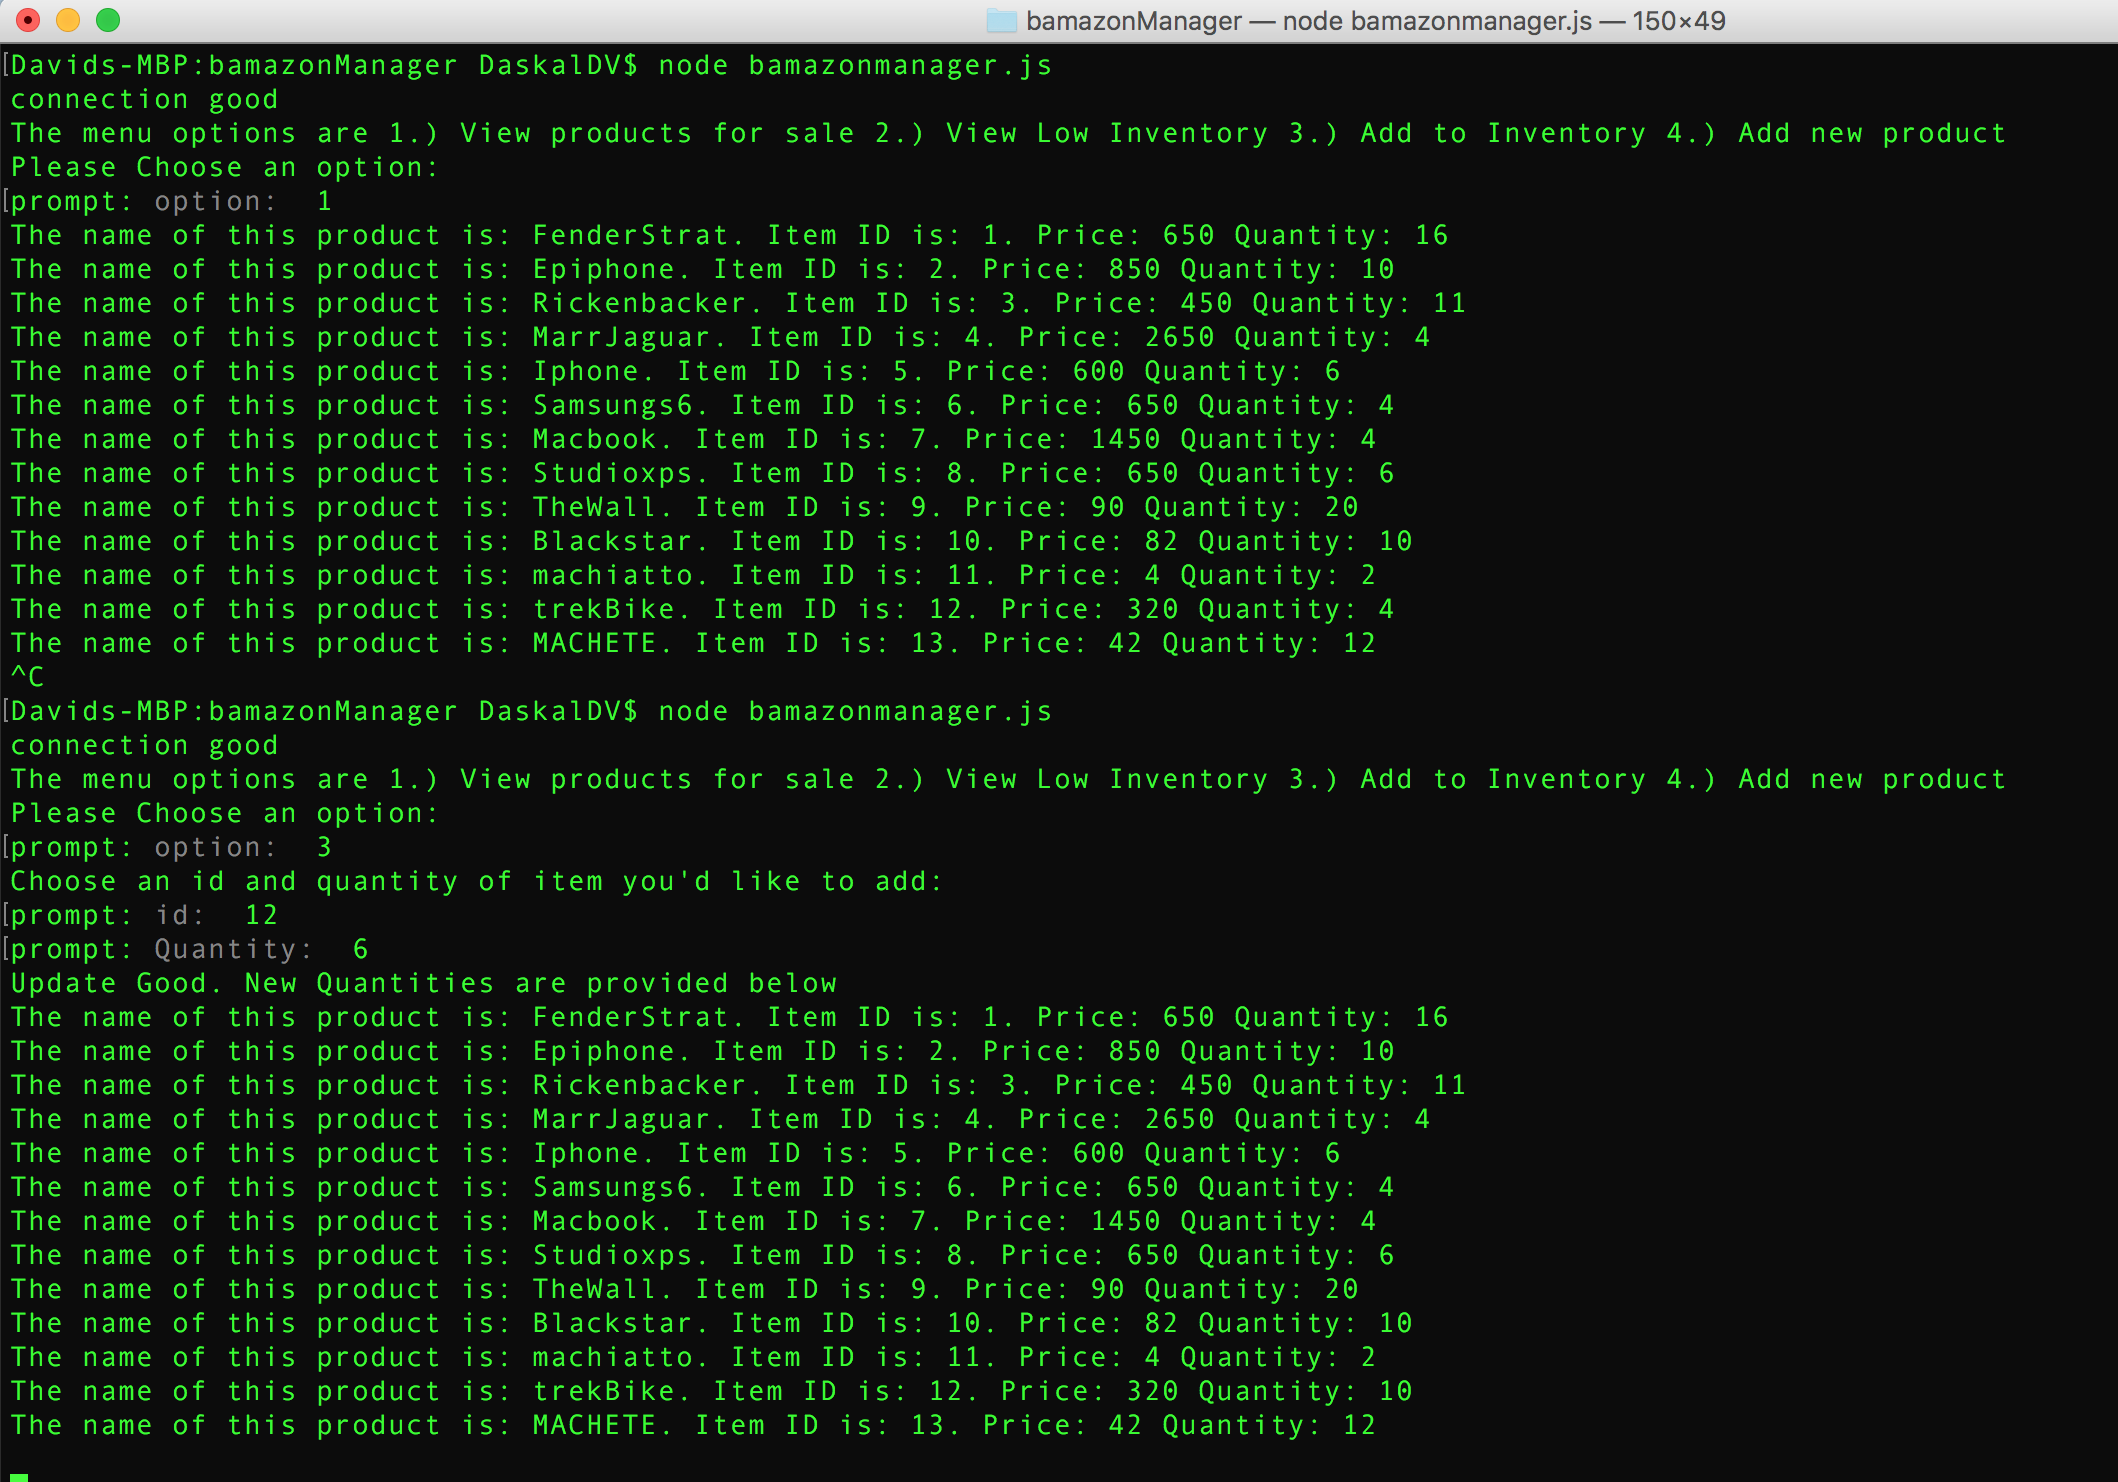 bamazonManager — node bamazonmanager.js — 150×49
[Davids-MBP:bamazonManager DaskalDV$ node bamazonmanager.js
connection good
The menu options are 1.) View products for sale 2.) View Low Inventory 3.) Add to Inventory 4.) Add new product
Please Choose an option:
[prompt: option:  1
The name of this product is: FenderStrat. Item ID is: 1. Price: 650 Quantity: 16
The name of this product is: Epiphone. Item ID is: 2. Price: 850 Quantity: 10
The name of this product is: Rickenbacker. Item ID is: 3. Price: 450 Quantity: 11
The name of this product is: MarrJaguar. Item ID is: 4. Price: 2650 Quantity: 4
The name of this product is: Iphone. Item ID is: 5. Price: 600 Quantity: 6
The name of this product is: Samsungs6. Item ID is: 6. Price: 650 Quantity: 4
The name of this product is: Macbook. Item ID is: 7. Price: 1450 Quantity: 4
The name of this product is: Studioxps. Item ID is: 8. Price: 650 Quantity: 6
The name of this product is: TheWall. Item ID is: 9. Price: 90 Quantity: 20
The name of this product is: Blackstar. Item ID is: 10. Price: 82 Quantity: 10
The name of this product is: machiatto. Item ID is: 11. Price: 4 Quantity: 2
The name of this product is: trekBike. Item ID is: 12. Price: 320 Quantity: 4
The name of this product is: MACHETE. Item ID is: 13. Price: 42 Quantity: 12
^C
[Davids-MBP:bamazonManager DaskalDV$ node bamazonmanager.js
connection good
The menu options are 1.) View products for sale 2.) View Low Inventory 3.) Add to Inventory 4.) Add new product
Please Choose an option:
[prompt: option:  3
Choose an id and quantity of item you'd like to add:
[prompt: id:  12
[prompt: Quantity:  6
Update Good. New Quantities are provided below
The name of this product is: FenderStrat. Item ID is: 1. Price: 650 Quantity: 16
The name of this product is: Epiphone. Item ID is: 2. Price: 850 Quantity: 10
The name of this product is: Rickenbacker. Item ID is: 3. Price: 450 Quantity: 11
The name of this product is: MarrJaguar. Item ID is: 4. Price: 2650 Quantity: 4
The name of this product is: Iphone. Item ID is: 5. Price: 600 Quantity: 6
The name of this product is: Samsungs6. Item ID is: 6. Price: 650 Quantity: 4
The name of this product is: Macbook. Item ID is: 7. Price: 1450 Quantity: 4
The name of this product is: Studioxps. Item ID is: 8. Price: 650 Quantity: 6
The name of this product is: TheWall. Item ID is: 9. Price: 90 Quantity: 20
The name of this product is: Blackstar. Item ID is: 10. Price: 82 Quantity: 10
The name of this product is: machiatto. Item ID is: 11. Price: 4 Quantity: 2
The name of this product is: trekBike. Item ID is: 12. Price: 320 Quantity: 10
The name of this product is: MACHETE. Item ID is: 13. Price: 42 Quantity: 12